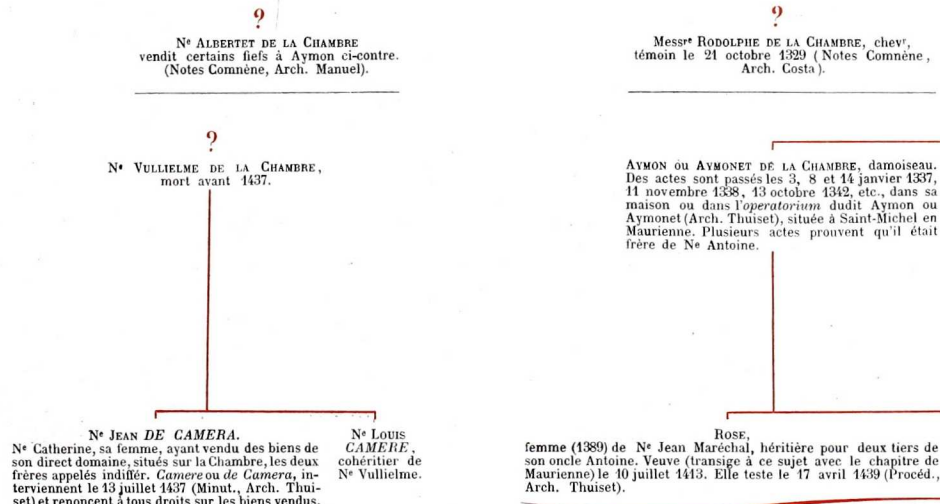 ?
Ne ALBERTET DE LA CHAMBRE
vendit certains fiefs à Aymon ci-contre.
(Notes Comnène, Arch. Manuel).
?
Ne VULLIELME DE LA CHAMBRE,
mort avant 1437.
Ne JEAN DE CAMERA.
Ne Catherine, sa femme, ayant vendu des biens de
son direct domaine, situés sur la Chambre, les deux
frères appelés indiffér. Camere ou de Camera, in-
terviennent le 13 juillet 1437 (Minut., Arch. Thui-
set) et renoncent à tous droits sur les biens vendus.
Ne LOUIS
CAMERE,
cohéritier de
Ne Vullielme.
?
Messre RODOLPHE DE LA CHAMBRE, chevr,
témoin le 21 octobre 1329 (Notes Comnène,
Arch. Costa).
AYMON ou AYMONET DE LA CHAMBRE, damoiseau.
Des actes sont passés les 3, 8 et 14 janvier 1337,
11 novembre 1338, 13 octobre 1342, etc., dans sa
maison ou dans l'operatorium dudit Aymon ou
Aymonet (Arch. Thuiset), située à Saint-Michel en
Maurienne. Plusieurs actes prouvent qu'il était
frère de Ne Antoine.
ROSE,
femme (1389) de Ne Jean Maréchal, héritière pour deux tiers de
son oncle Antoine. Veuve (transige à ce sujet avec le chapitre de
Maurienne) le 10 juillet 1413. Elle teste le 17 avril 1439 (Procéd.,
Arch. Thuiset).